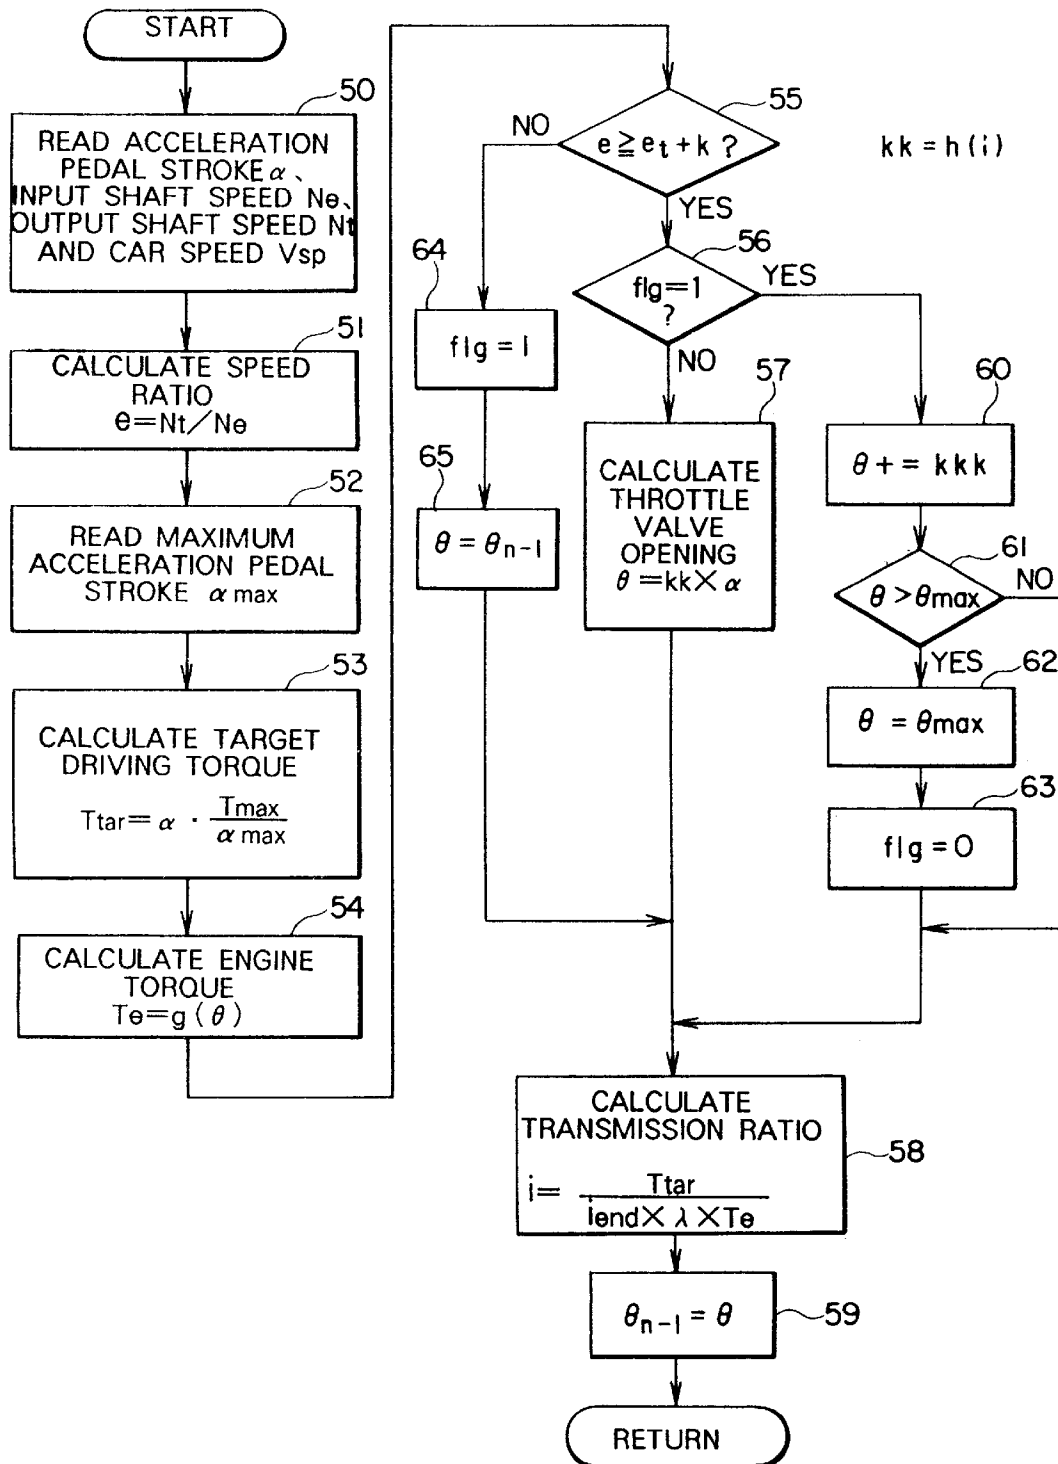 START
50
READ ACCELERATION
PEDAL STROKE α、
INPUT SHAFT SPEED Ne、
OUTPUT SHAFT SPEED Nt
AND CAR SPEED Vsp
51
CALCULATE SPEED
RATIO
e=Nt/Ne
52
READ MAXIMUM
ACCELERATION PEDAL
STROKE α max
53
CALCULATE TARGET
DRIVING TORQUE
Ttar= α · Tmax
α max
54
CALCULATE ENGINE
TORQUE
Te=g(θ)
55
e ≧ et + k ?
NO
YES
kk = h(i)
56
flg=1
?
YES
NO
64
flg = 1
65
θ = θn-1
57
CALCULATE
THROTTLE
VALVE
OPENING
θ =kk× α
60
θ + = kkk
61
θ > θmax
NO
YES
62
θ = θmax
63
flg = 0
CALCULATE
TRANSMISSION RATIO
58
i= Ttar
iend× λ ×Te
θn-1 = θ
59
RETURN